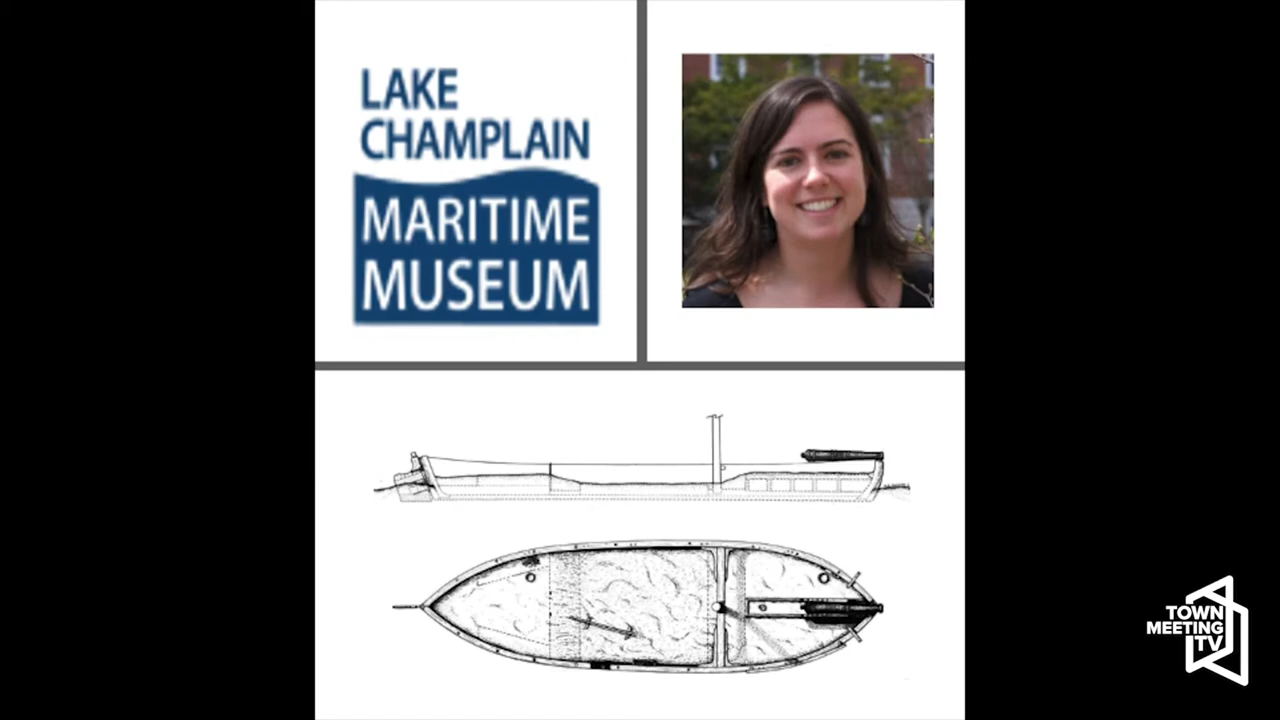 LAKE
CHAMPLAIN
MARITIME
MUSEUM
TOWN
MEETING
TV